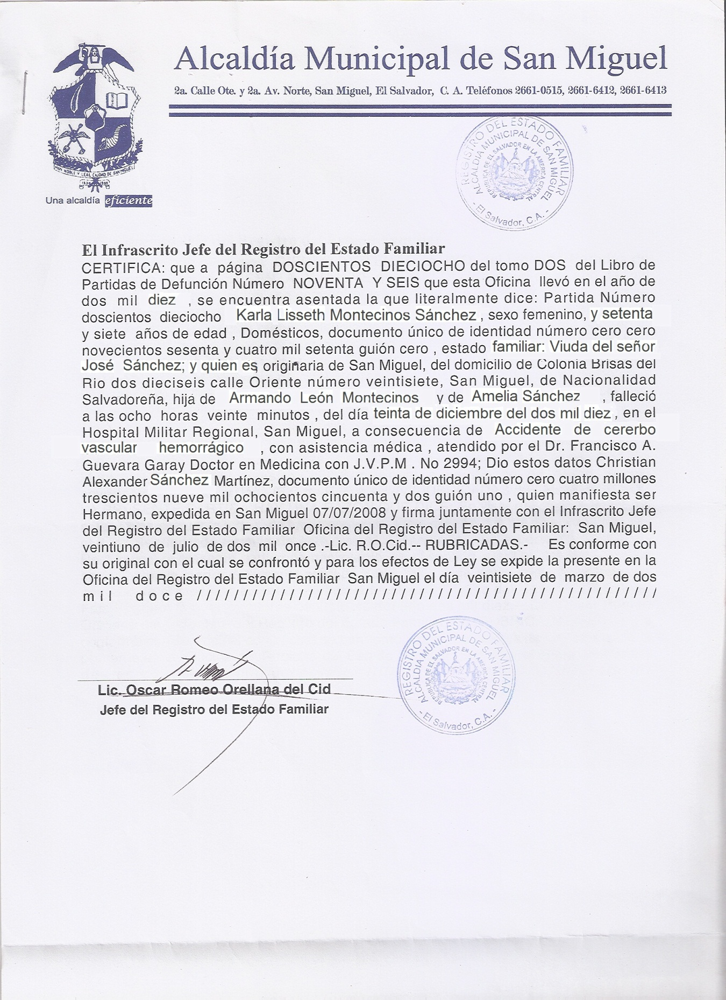 Alcaldía Municipal de San Miguel
2a. Calle Ote. y 2a. Av. Norte, San Miguel, El Salvador, C. A. Teléfonos 2661-0515, 2661-6412, 2661-6413
MUY NOBLE Y LEAL CIUDAD DE SAN MIGUEL
Una alcaldía eficiente
REGISTRO DEL ESTADO FAMILIAR
ALCALDIA MUNICIPAL DE SAN MIGUEL
REPUBLICA DE EL SALVADOR EN LA AMERICA CENTRAL
- El Salvador, C.A. -
El Infrascrito Jefe del Registro del Estado Familiar
CERTIFICA: que a página DOSCIENTOS DIECIOCHO del tomo DOS del Libro de
Partidas de Defunción Número NOVENTA Y SEIS que esta Oficina llevó en el año de
dos mil diez , se encuentra asentada la que literalmente dice: Partida Número
doscientos dieciocho Karla Lisseth Montecinos Sánchez , sexo femenino, y setenta
y siete años de edad , Domésticos, documento único de identidad número cero cero
novecientos sesenta y cuatro mil setenta guión cero , estado familiar: Viuda del señor
José Sánchez; y quien es originaria de San Miguel, del domicilio de Colonia Brisas del
Rio dos dieciseis calle Oriente número veintisiete, San Miguel, de Nacionalidad
Salvadoreña, hija de Armando León Montecinos y de Amelia Sánchez , falleció
a las ocho horas veinte minutos , del día teinta de diciembre del dos mil diez , en el
Hospital Militar Regional, San Miguel, a consecuencia de Accidente de cererbo
vascular hemorrágico , con asistencia médica , atendido por el Dr. Francisco A.
Guevara Garay Doctor en Medicina con J.V.P.M . No 2994; Dio estos datos Christian
Alexander Sánchez Martínez, documento único de identidad número cero cuatro millones
trescientos nueve mil ochocientos cincuenta y dos guión uno , quien manifiesta ser
Hermano, expedida en San Miguel 07/07/2008 y firma juntamente con el Infrascrito Jefe
del Registro del Estado Familiar Oficina del Registro del Estado Familiar: San Miguel,
veintiuno de julio de dos mil once .-Lic. R.O.Cid.-- RUBRICADAS.- Es conforme con
su original con el cual se confrontó y para los efectos de Ley se expide la presente en la
Oficina del Registro del Estado Familiar San Miguel el día veintisiete de marzo de dos
mil doce //////////////////////////////////////////////////
REGISTRO DEL ESTADO FAMILIAR
ALCALDIA MUNICIPAL DE SAN MIGUEL
REPUBLICA DE EL SALVADOR EN LA AMERICA CENTRAL
- El Salvador, C.A. -
Lic. Oscar Romeo Orellana del Cid
Jefe del Registro del Estado Familiar